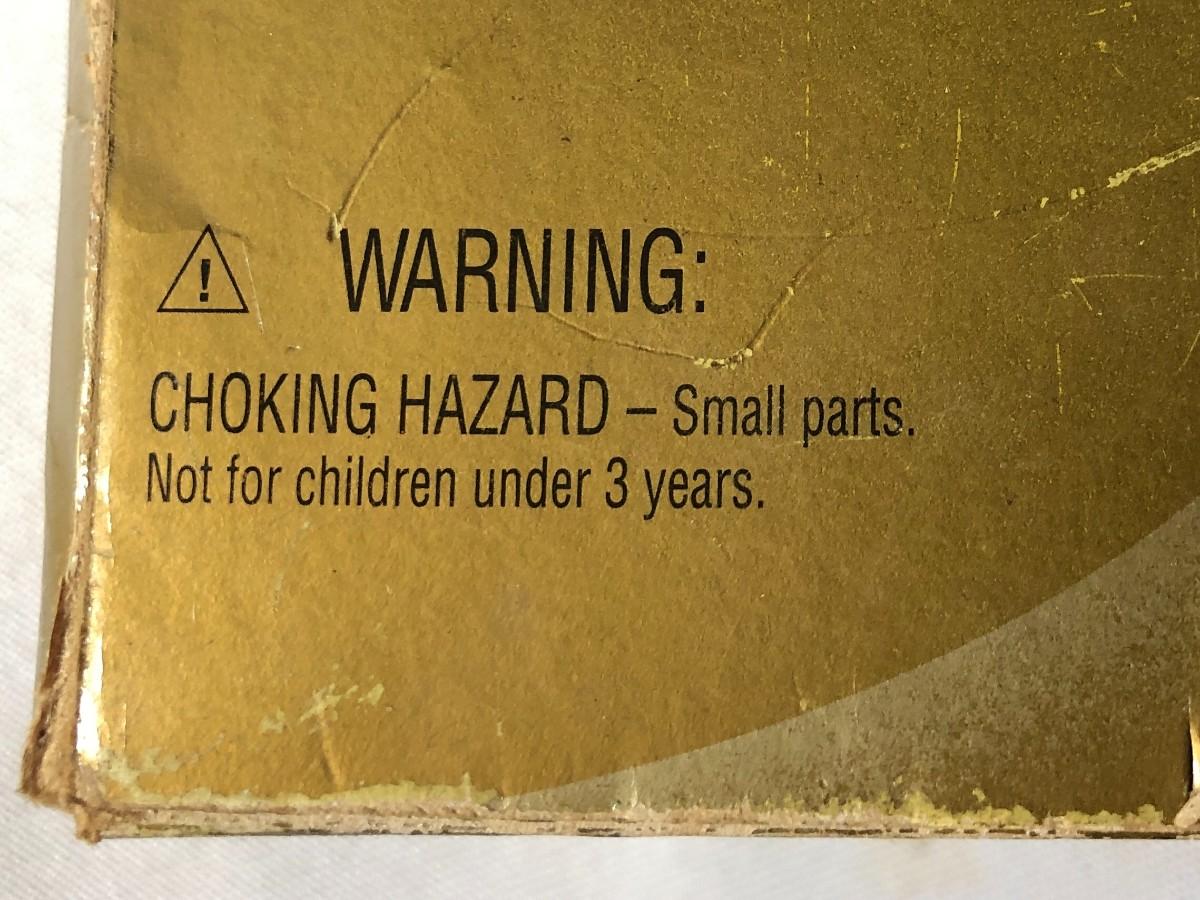 ⚠ WARNING:
CHOKING HAZARD – Small parts.
Not for children under 3 years.